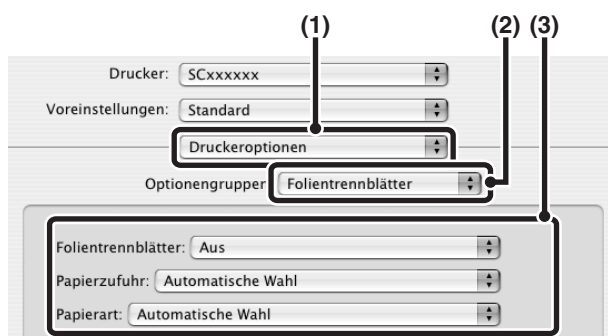 (1) (2) (3)
Drucker: SCxxxxxx
Voreinstellungen: Standard
Druckeroptionen
Optionengrupper Folientrennblätter
Folientrennblätter: Aus
Papierzufuhr: Automatische Wahl
Papierart: Automatische Wahl